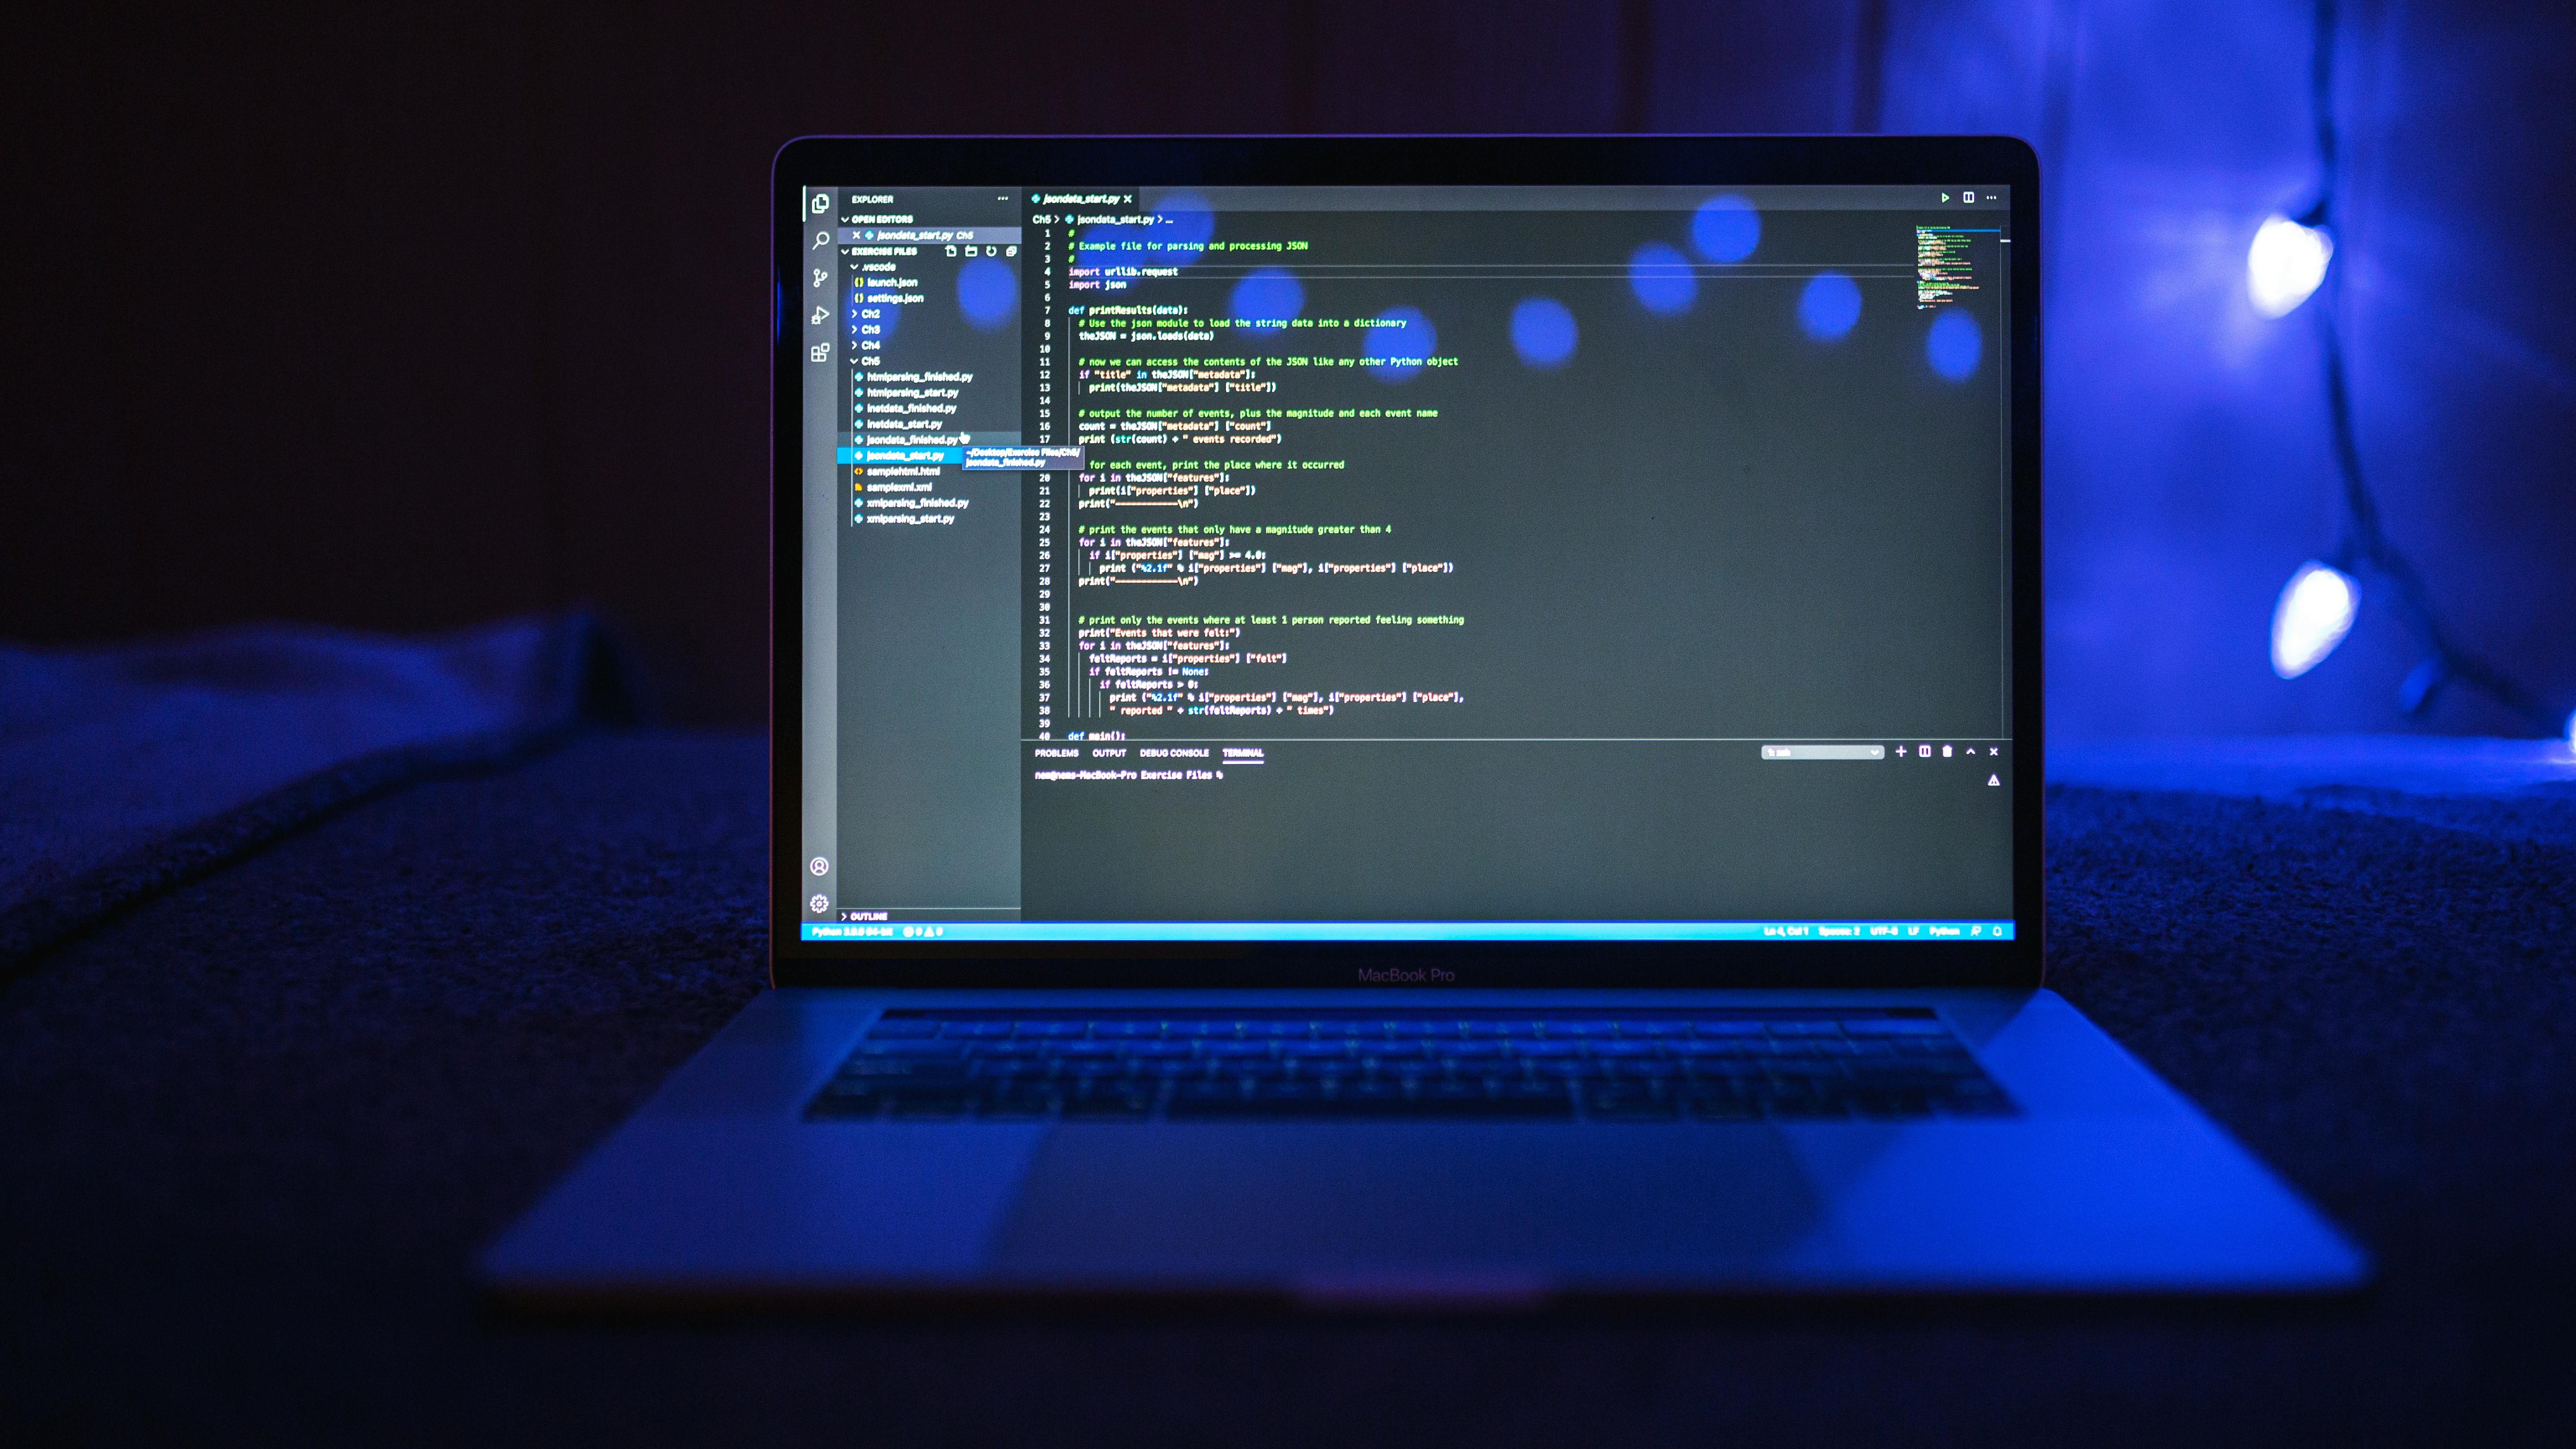 EXPLORER
OPEN EDITORS
jsondata_start.py Ch5
EXERCISE FILES
.vscode
launch.json
settings.json
Ch2
Ch3
Ch4
Ch5
htmlparsing_finished.py
htmlparsing_start.py
inetdata_finished.py
inetdata_start.py
jsondata_finished.py
jsondata_start.py
samplehtml.html
samplexml.xml
xmlparsing_finished.py
xmlparsing_start.py
~/Desktop/Exercise Files/Ch5/
jsondata_finished.py
OUTLINE
jsondata_start.py
Ch5 > jsondata_start.py > ...
1 #
2 # Example file for parsing and processing JSON
3 #
4 import urllib.request
5 import json
6
7 def printResults(data):
8 # Use the json module to load the string data into a dictionary
9 theJSON = json.loads(data)
10
11 # now we can access the contents of the JSON like any other Python object
12 if "title" in theJSON["metadata"]:
13 print(theJSON["metadata"] ["title"])
14
15 # output the number of events, plus the magnitude and each event name
16 count = theJSON["metadata"] ["count"]
17 print (str(count) + " events recorded")
for each event, print the place where it occurred
20 for i in theJSON["features"]:
21 print(i["properties"] ["place"])
22 print("--------------\n")
23
24 # print the events that only have a magnitude greater than 4
25 for i in theJSON["features"]:
26 if i["properties"] ["mag"] >= 4.0:
27 print ("%2.1f" % i["properties"] ["mag"], i["properties"] ["place"])
28 print("--------------\n")
29
30
31 # print only the events where at least 1 person reported feeling something
32 print("Events that were felt:")
33 for i in theJSON["features"]:
34 feltReports = i["properties"] ["felt"]
35 if feltReports != None:
36 if feltReports > 0:
37 print ("%2.1f" % i["properties"] ["mag"], i["properties"] ["place"],
38 " reported " + str(feltReports) + " times")
39
40 def main():
PROBLEMS OUTPUT DEBUG CONSOLE TERMINAL
1: zsh
nem@nems-MacBook-Pro Exercise Files %
Python 64-bit 0 0
Ln 4, Col 1 Spaces: 2 UTF-8 LF Python
MacBook Pro